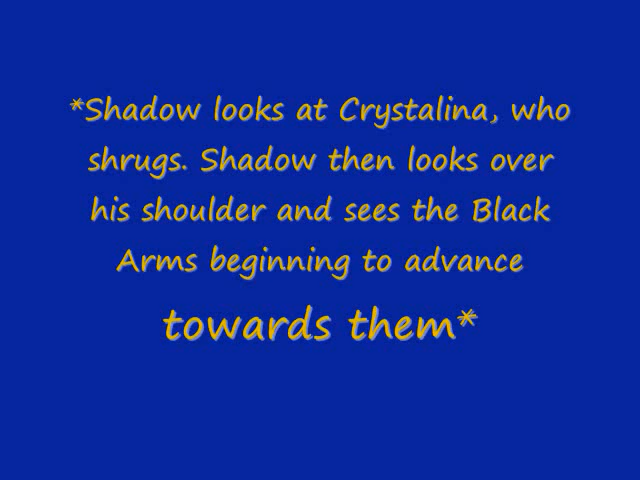 *Shadow looks at Crystalina, who
shrugs. Shadow then looks over
his shoulder and sees the Black
Arms beginning to advance
towards them*